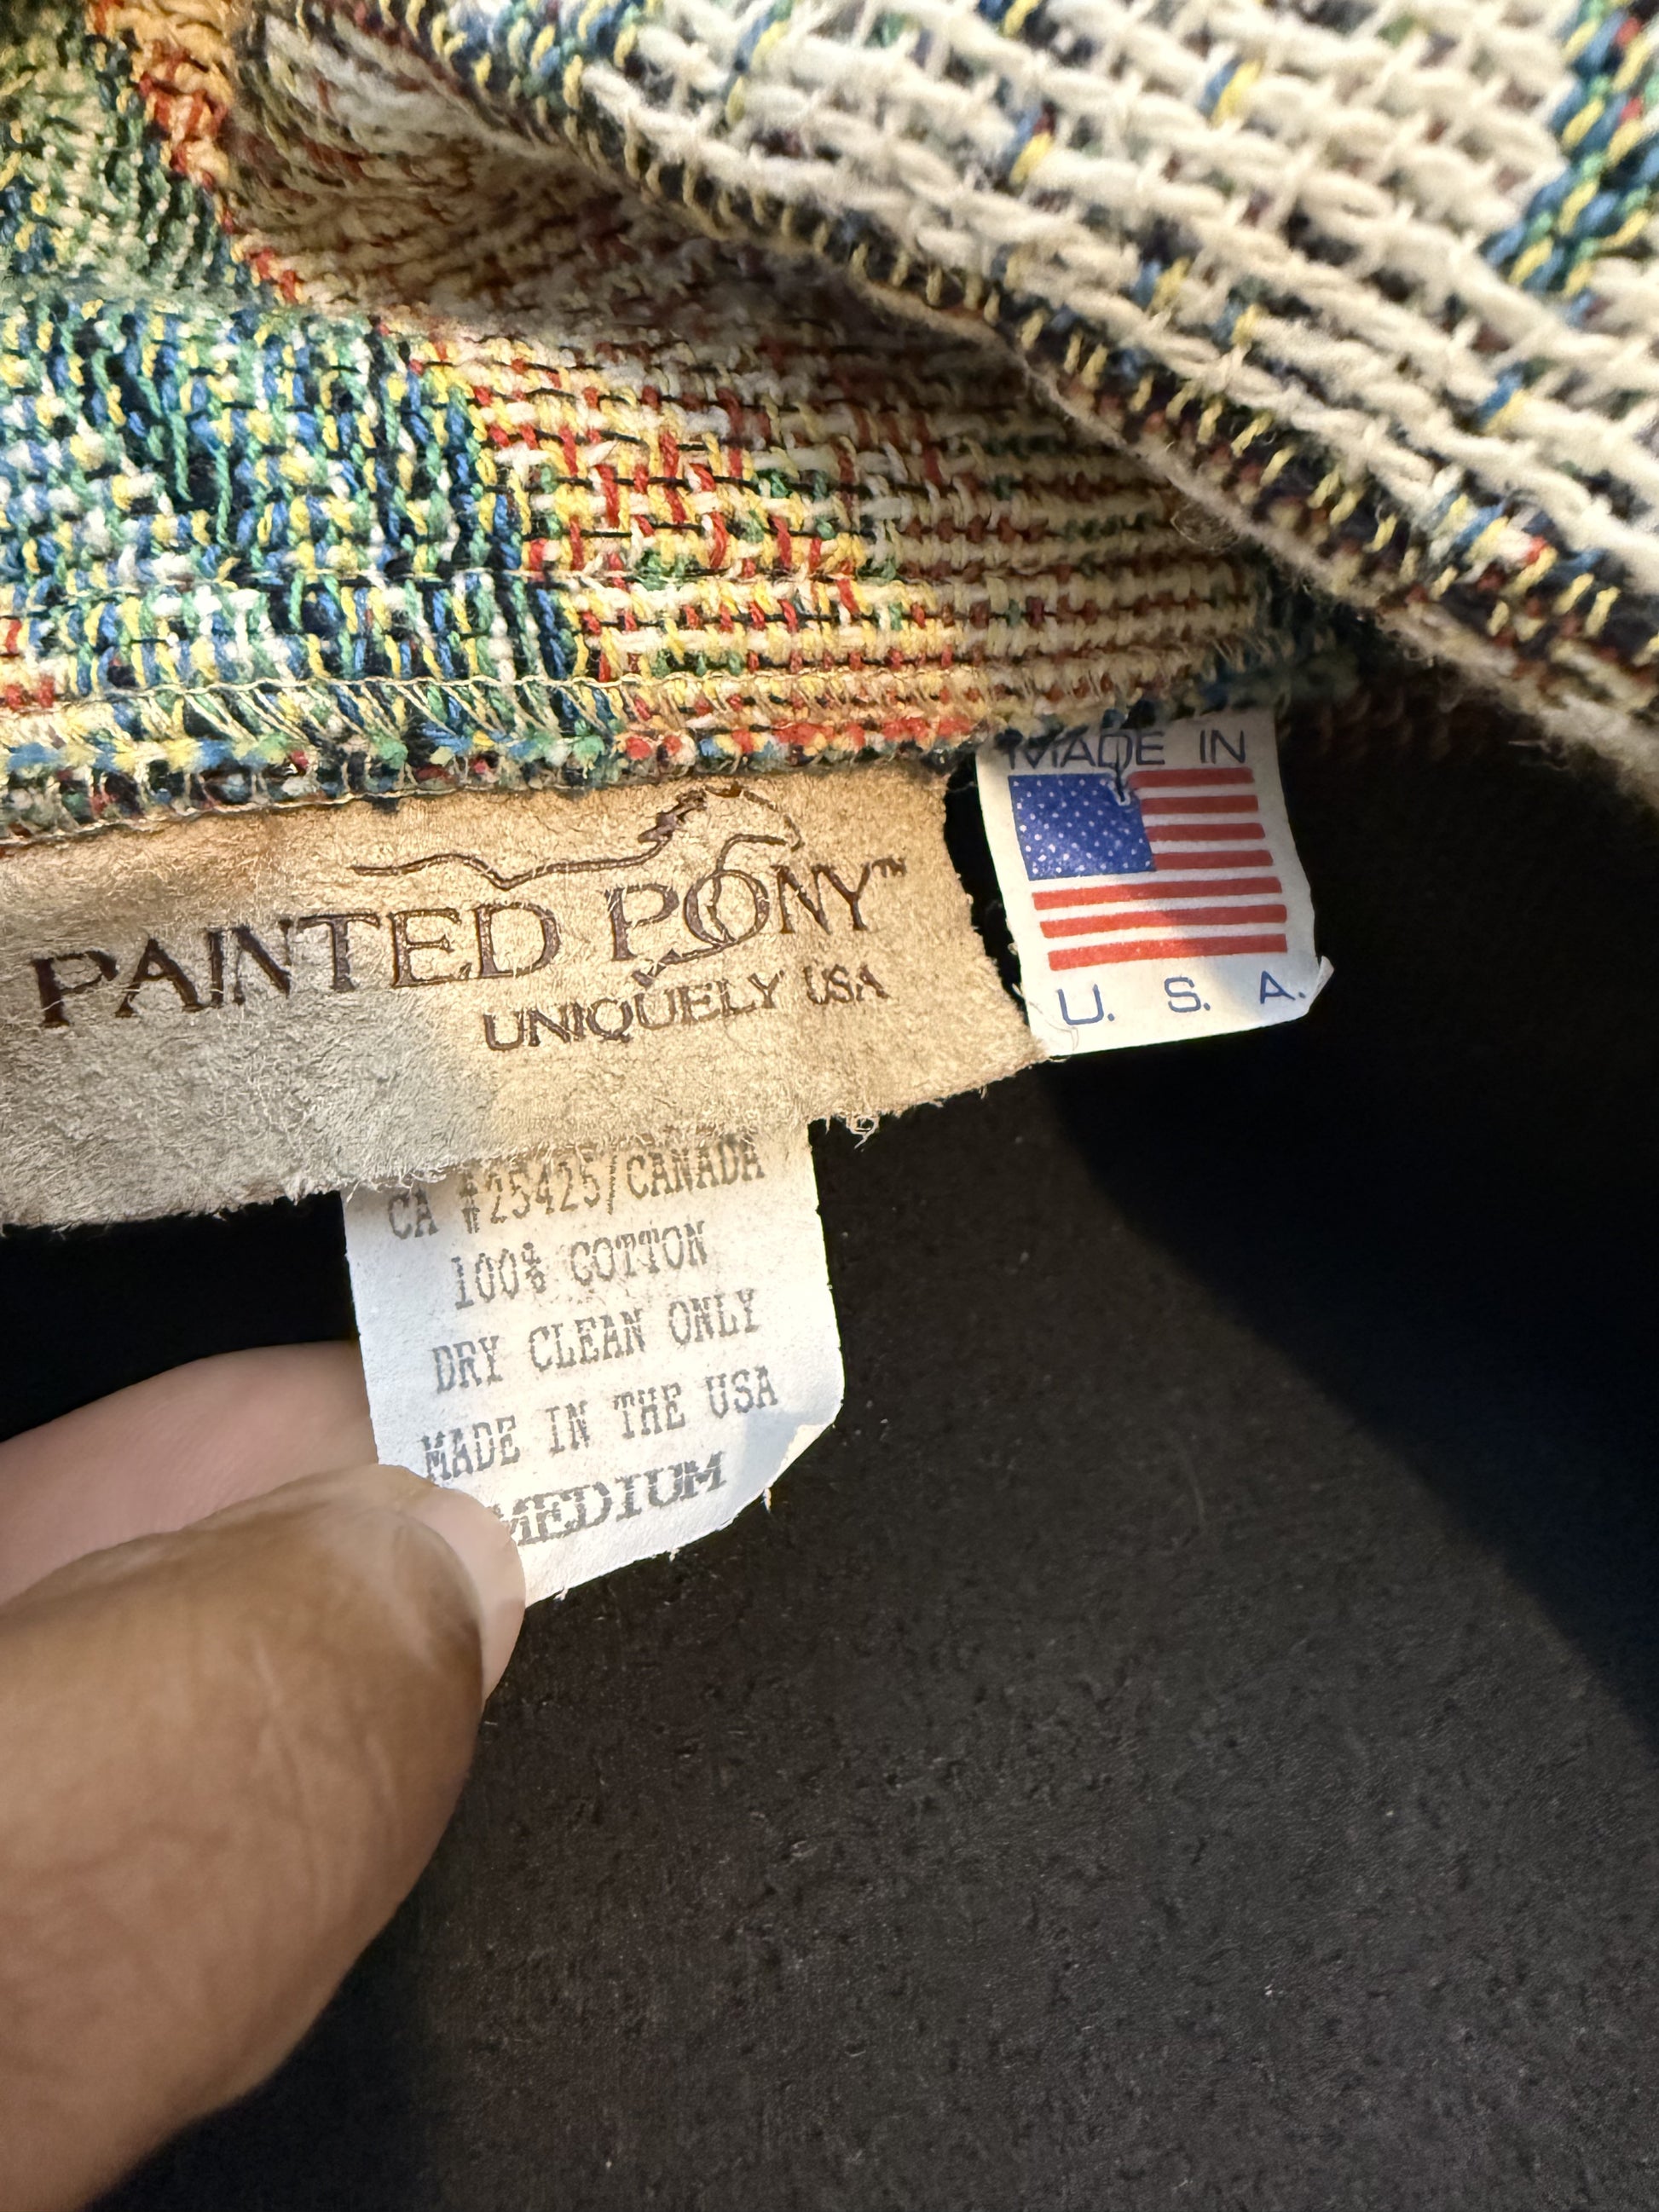 MADE IN
PAINTED PONY™
UNIQUELY USA
U. S. A.
CA #25425/CANADA
100% COTTON
DRY CLEAN ONLY
MADE IN THE USA
MEDIUM